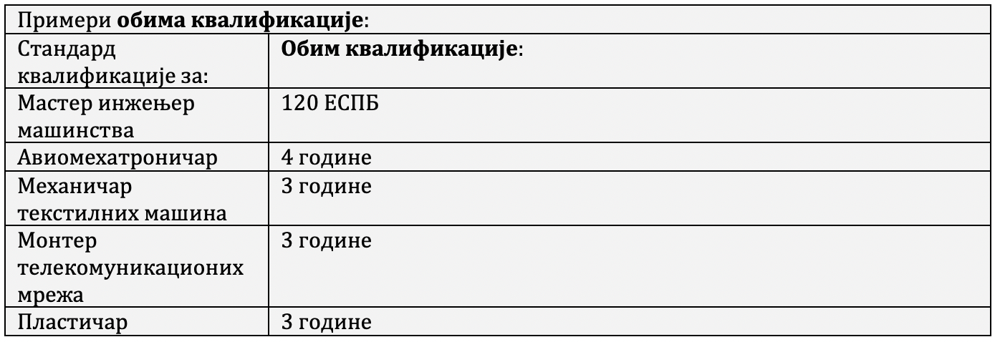 Примери обима квалификације:
Стандард
квалификације за:
Обим квалификације:
Мастер инжењер
машинства
120 ЕСПБ
Авиомехатроничар
4 године
Механичар
текстилних машина
3 године
Монтер
телекомуникационих
мрежа
3 године
Пластичар
3 године